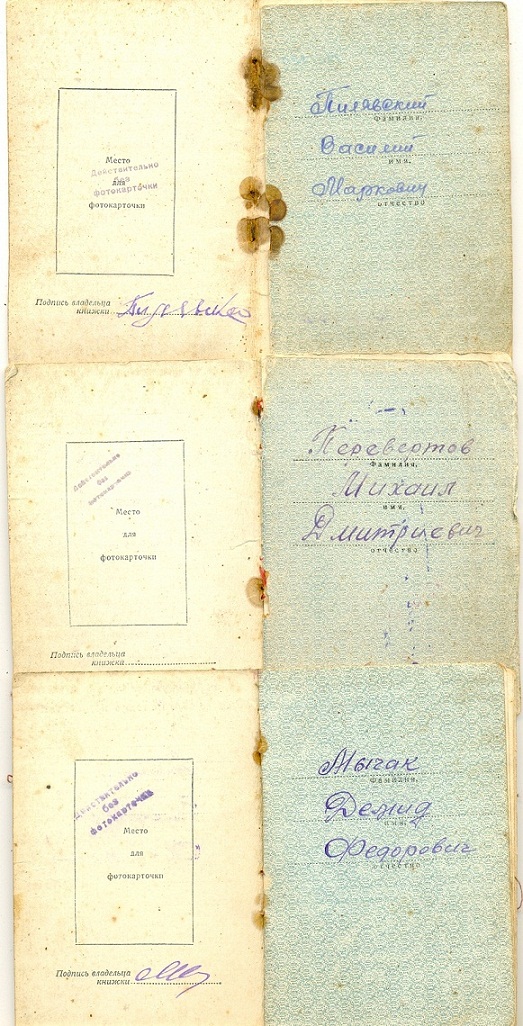 Место
для
фотокарточки
Действительно
без
фотокарточки
Подпись владельца
книжки
Пилявский
Фамилия,
Василий
имя,
Маркович
отчество
Действительно
без
фотокарточки
Место
для
фотокарточки
Подпись владельца
книжки
Перевертов
Фамилия,
Михаил
имя,
Дмитриевич
отчество
Действительно
без
фотокарточки
Место
для
фотокарточки
Подпись владельца
книжки
Мычак
Фамилия,
Демид
имя,
Федорович
отчество